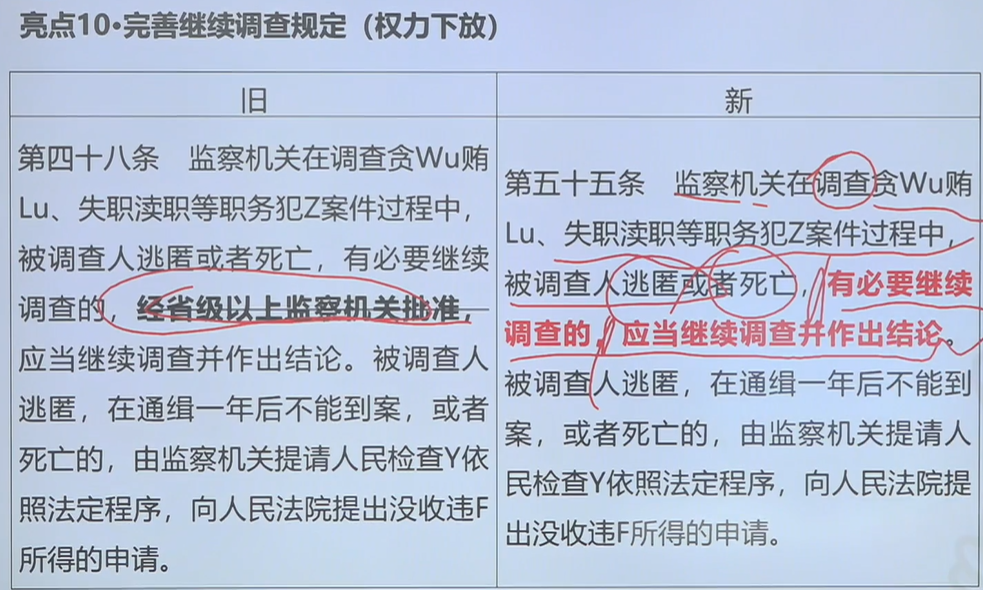 亮点10•完善继续调查规定（权力下放）
旧
第四十八条　监察机关在调查贪Wu贿
Lu、失职渎职等职务犯Z案件过程中，
被调查人逃匿或者死亡，有必要继续
调查的，经省级以上监察机关批准，
应当继续调查并作出结论。被调查人
逃匿，在通缉一年后不能到案，或者
死亡的，由监察机关提请人民检查Y依
照法定程序，向人民法院提出没收违F
所得的申请。
新
第五十五条　监察机关在调查贪Wu贿
Lu、失职渎职等职务犯Z案件过程中，
被调查人逃匿或者死亡，有必要继续
调查的，应当继续调查并作出结论。
被调查人逃匿，在通缉一年后不能到
案，或者死亡的，由监察机关提请人
民检查Y依照法定程序，向人民法院提
出没收违F所得的申请。